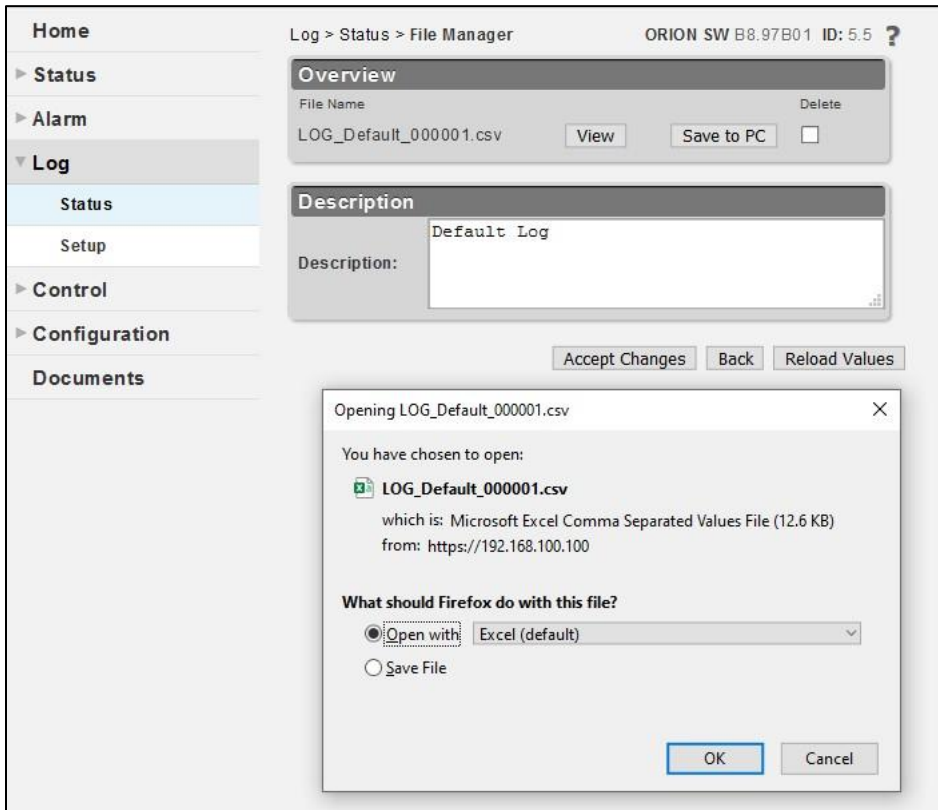 Home
Status
Alarm
Log
Status
Setup
Control
Configuration
Documents
Log > Status > File Manager ORION SW B8.97B01 ID: 5.5 ?
Overview
File Name Delete
LOG_Default_000001.csv View Save to PC
Description
Description: Default Log
Accept Changes Back Reload Values
Opening LOG_Default_000001.csv
You have chosen to open:
LOG_Default_000001.csv
which is: Microsoft Excel Comma Separated Values File (12.6 KB)
from: https://192.168.100.100
What should Firefox do with this file?
Open with Excel (default)
Save File
OK Cancel